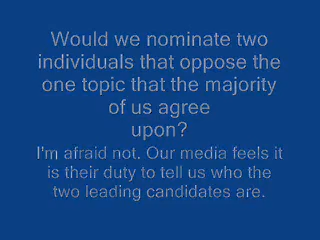 Would we nominate two
individuals that oppose the
one topic that the majority
of us agree
upon?
I'm afraid not. Our media feels it
is their duty to tell us who the
two leading candidates are.